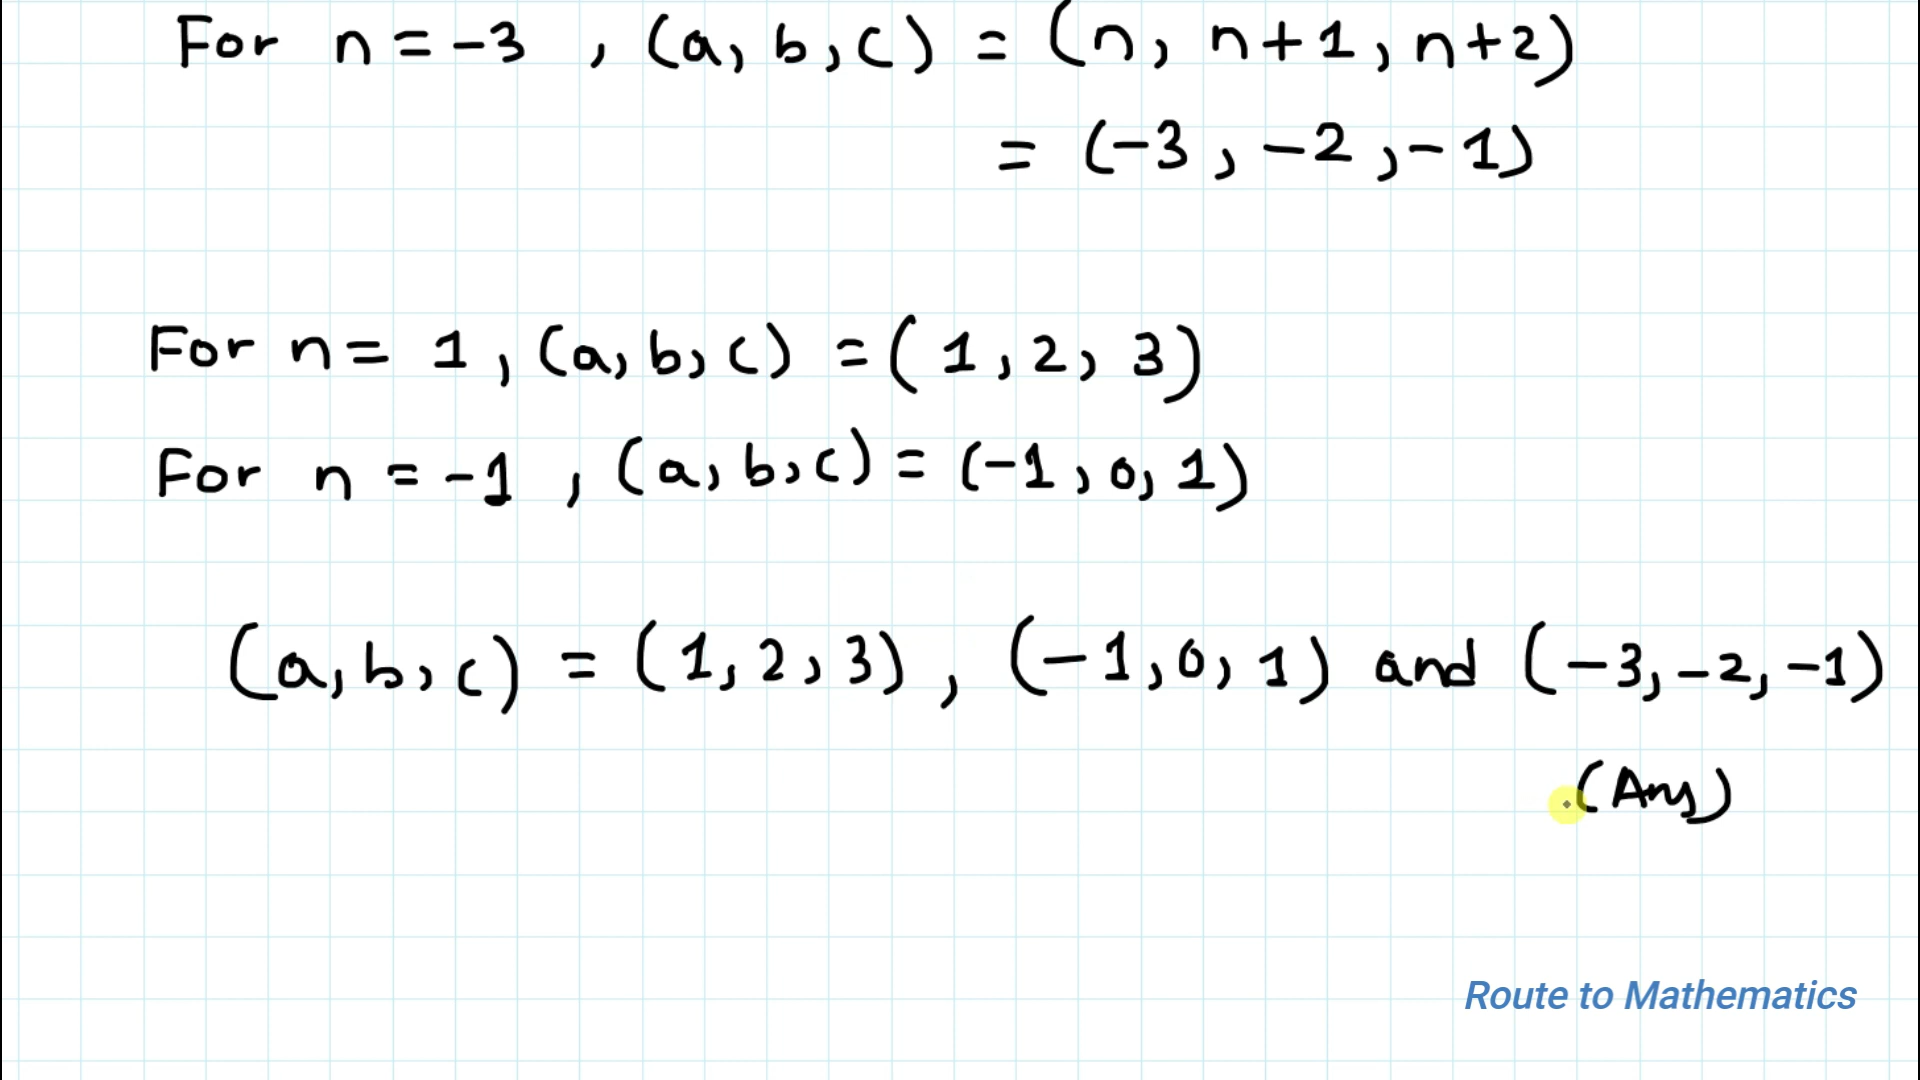 For n = -3 , (a, b, c) = (n, n+1, n+2)
= (-3, -2, -1)
For n = 1, (a, b, c) = (1, 2, 3)
For n = -1, (a, b, c) = (-1, 0, 1)
(a, b, c) = (1, 2, 3), (-1, 0, 1) and (-3, -2, -1)
(Ans)
Route to Mathematics